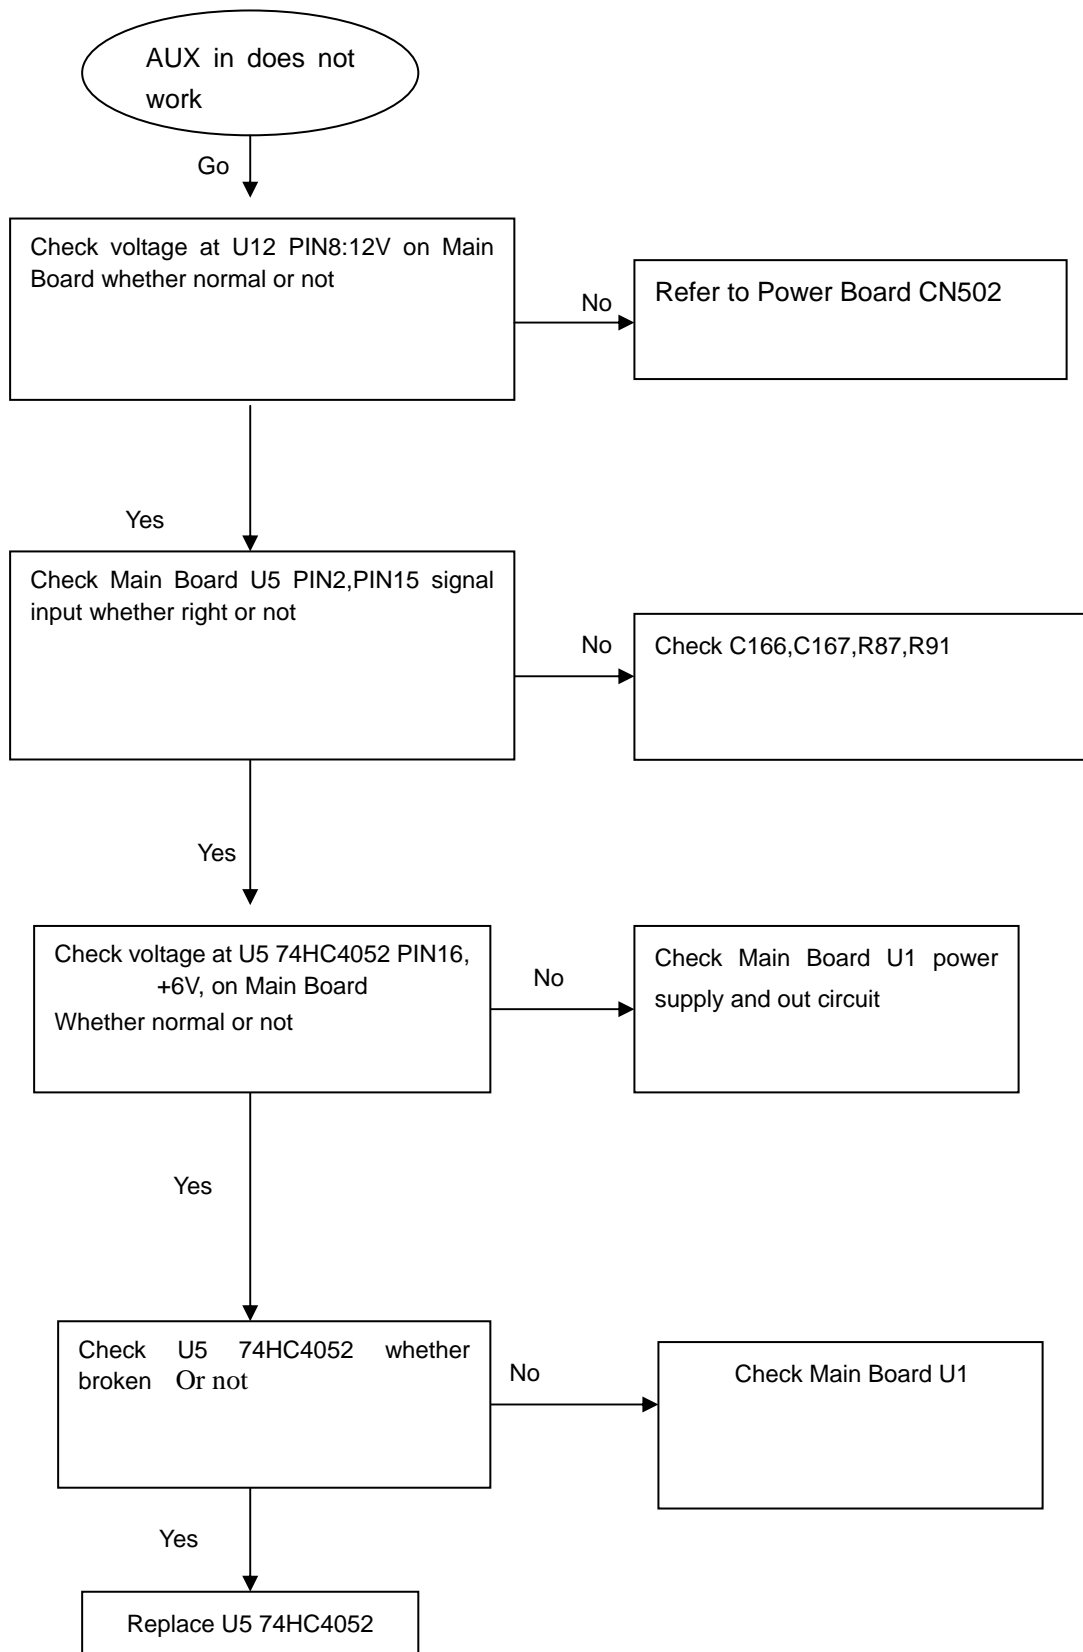 AUX in does not
work
Go
Check voltage at U12 PIN8:12V on Main
Board whether normal or not
No
Refer to Power Board CN502
Yes
Check Main Board U5 PIN2,PIN15 signal
input whether right or not
No
Check C166,C167,R87,R91
Yes
Check voltage at U5 74HC4052 PIN16,
+6V, on Main Board
Whether normal or not
No
Check Main Board U1 power
supply and out circuit
Yes
Check U5 74HC4052 whether
broken Or not
No
Check Main Board U1
Yes
Replace U5 74HC4052